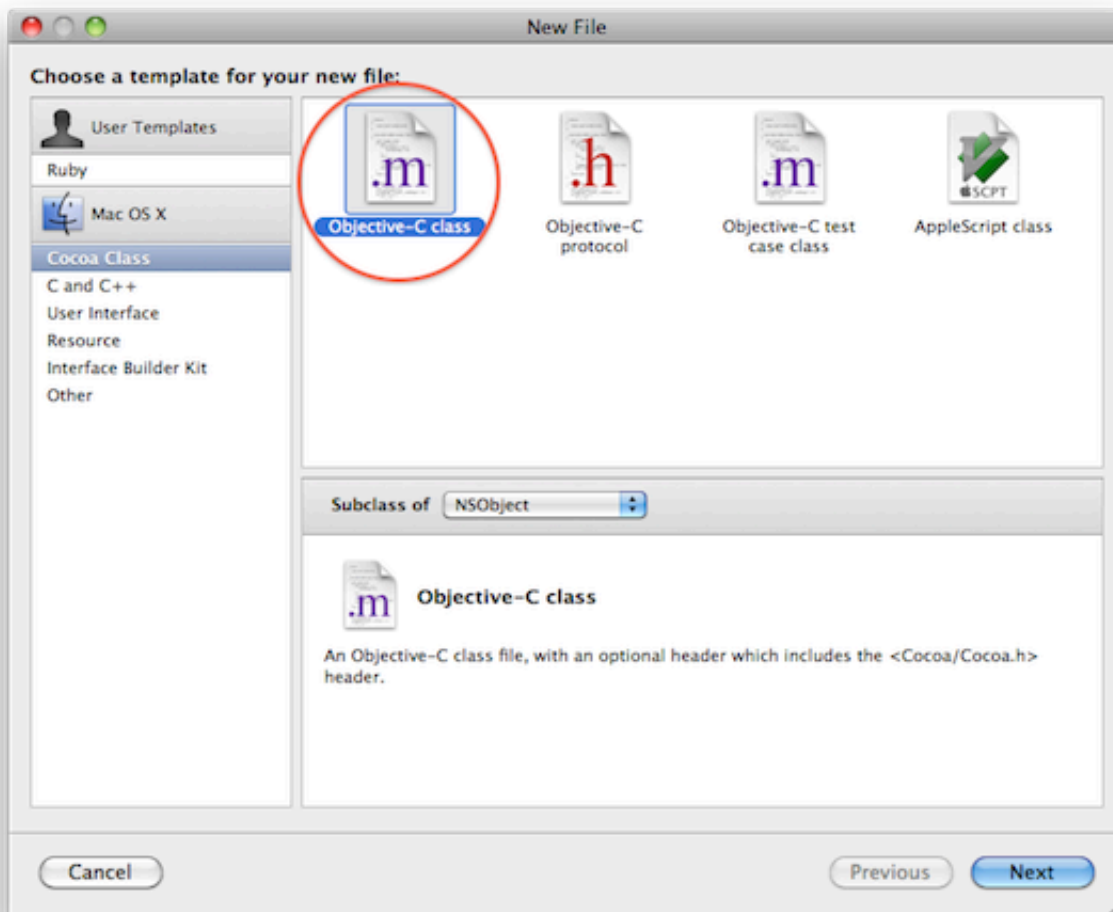 New File
Choose a template for your new file:
User Templates
Ruby
Mac OS X
Cocoa Class
C and C++
User Interface
Resource
Interface Builder Kit
Other
.m
Objective-C class
.h
Objective-C
protocol
.m
Objective-C test
case class
SCPT
AppleScript class
Subclass of NSObject
.m
Objective-C class
An Objective-C class file, with an optional header which includes the <Cocoa/Cocoa.h>
header.
Cancel
Previous
Next